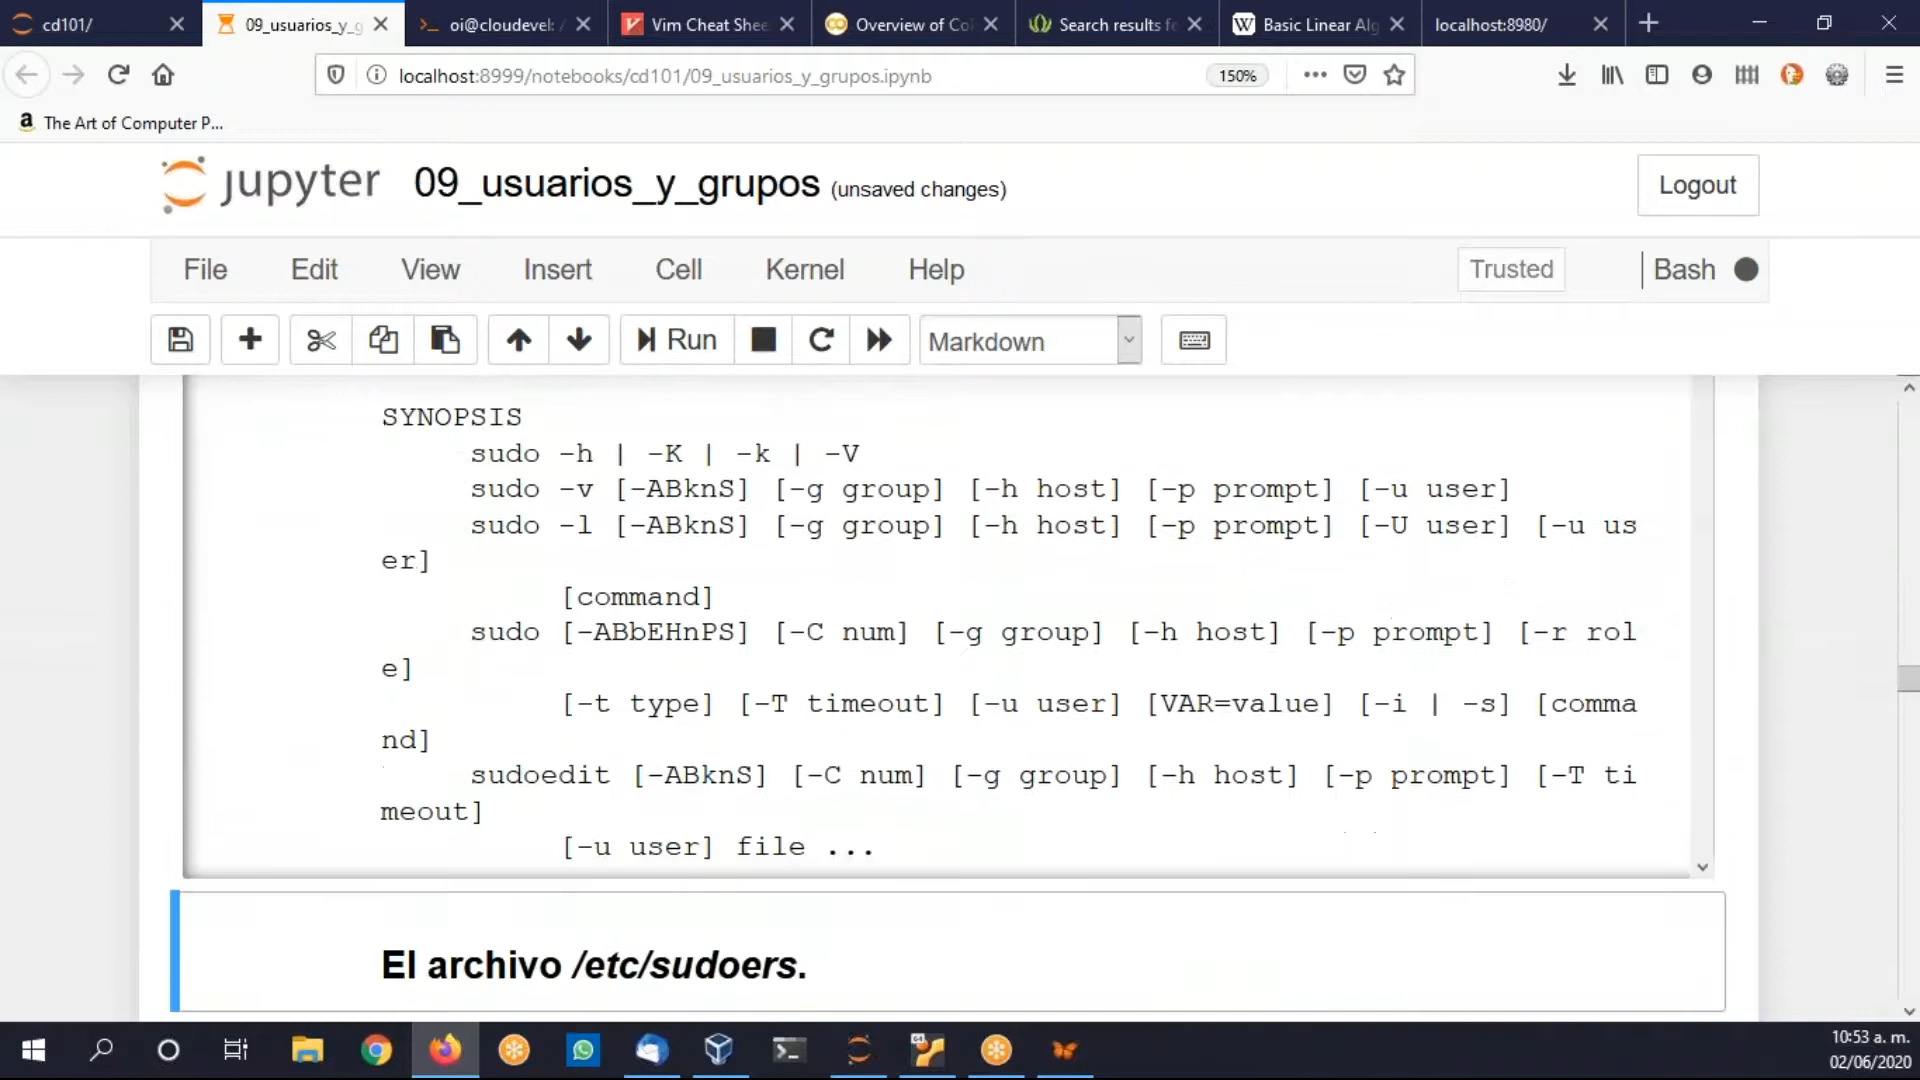 cd101/
09_usuarios_y_g
oi@cloudevel: /
Vim Cheat Shee
Overview of Co
Search results fo
Basic Linear Alg
localhost:8980/
localhost:8999/notebooks/cd101/09_usuarios_y_grupos.ipynb
150%
The Art of Computer P...
jupyter 09_usuarios_y_grupos (unsaved changes)
Logout
File Edit View Insert Cell Kernel Help
Trusted
Bash
Run
Markdown
SYNOPSIS
sudo -h | -K | -k | -V
sudo -v [-ABknS] [-g group] [-h host] [-p prompt] [-u user]
sudo -l [-ABknS] [-g group] [-h host] [-p prompt] [-U user] [-u us
er]
[command]
sudo [-ABbEHnPS] [-C num] [-g group] [-h host] [-p prompt] [-r rol
e]
[-t type] [-T timeout] [-u user] [VAR=value] [-i | -s] [comma
nd]
sudoedit [-ABknS] [-C num] [-g group] [-h host] [-p prompt] [-T ti
meout]
[-u user] file ...
El archivo /etc/sudoers.
10:53 a. m.
02/06/2020